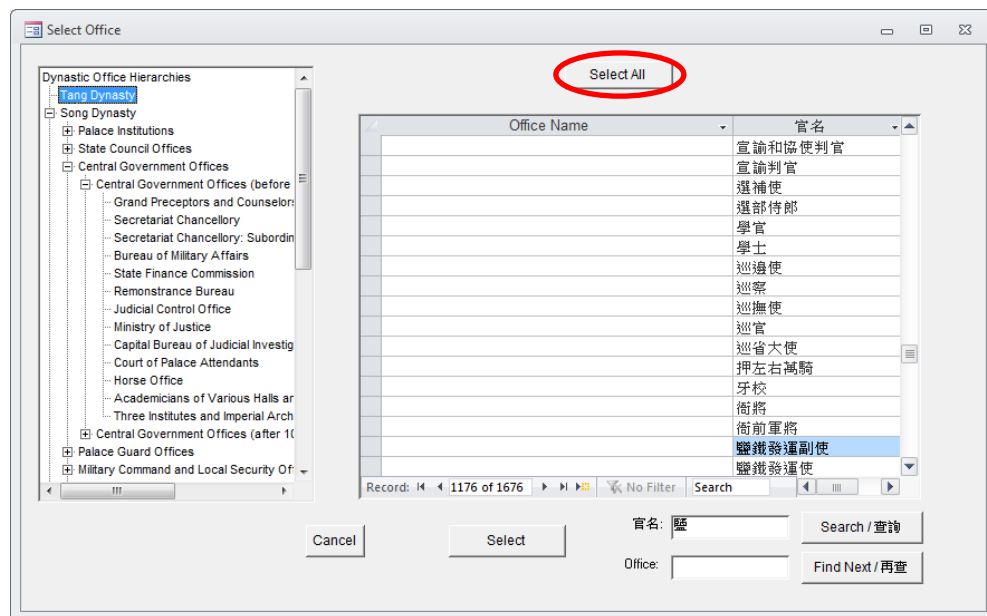 Select Office
Select All
Dynastic Office Hierarchies
Tang Dynasty
Song Dynasty
Palace Institutions
State Council Offices
Central Government Offices
Central Government Offices (before
Grand Preceptors and Counselors
Secretariat Chancellory
Secretariat Chancellory: Subordin
Bureau of Military Affairs
State Finance Commission
Remonstrance Bureau
Judicial Control Office
Ministry of Justice
Capital Bureau of Judicial Investig
Court of Palace Attendants
Horse Office
Academicians of Various Halls ar
Three Institutes and Imperial Arch
Central Government Offices (after 10
Palace Guard Offices
Military Command and Local Security Of
Office Name 官名
宣諭和協使判官
宣諭判官
選補使
選部侍郎
學官
學士
巡邊使
巡察
巡撫使
巡官
巡省大使
押左右萬騎
牙校
衙將
衙前軍將
鹽鐵發運副使
鹽鐵發運使
Record: 1176 of 1676 No Filter Search
Cancel
Select
官名: 鹽
Search / 查詢
Office:
Find Next / 再查